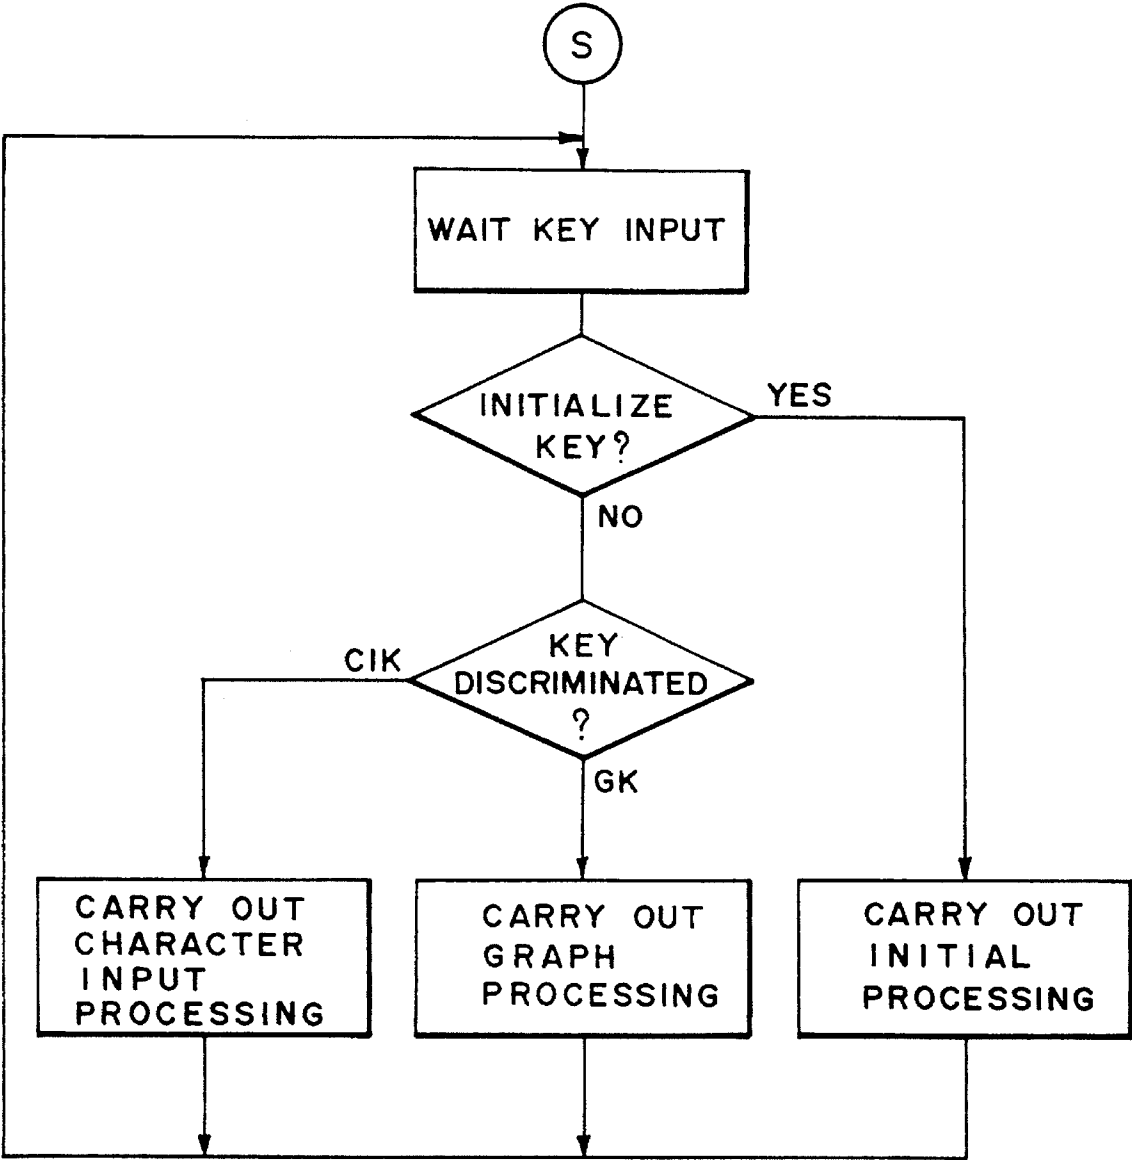 S
WAIT KEY INPUT
INITIALIZE
KEY?
YES
NO
KEY
DISCRIMINATED
?
CIK
GK
CARRY OUT
CHARACTER
INPUT
PROCESSING
CARRY OUT
GRAPH
PROCESSING
CARRY OUT
INITIAL
PROCESSING